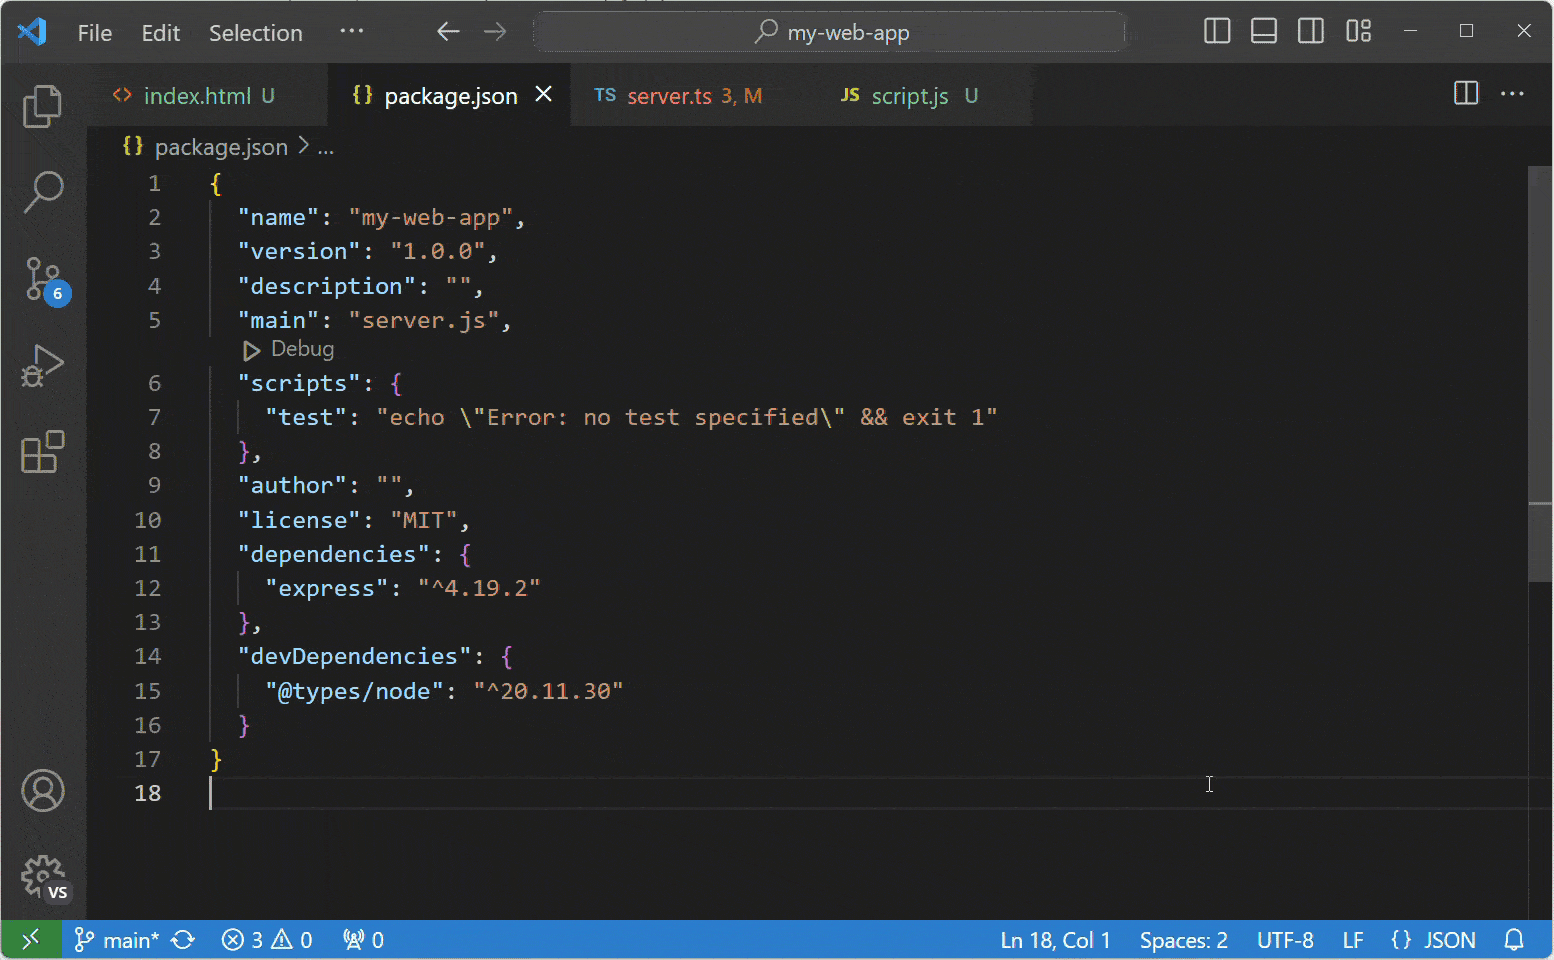 File Edit Selection ··· my-web-app
index.html U package.json TS server.ts 3, M JS script.js U ···
{} package.json > ...
1 {
2 "name": "my-web-app",
3 "version": "1.0.0",
4 "description": "",
5 "main": "server.js",
Debug
6 "scripts": {
7 "test": "echo \"Error: no test specified\" && exit 1"
8 },
9 "author": "",
10 "license": "MIT",
11 "dependencies": {
12 "express": "^4.19.2"
13 },
14 "devDependencies": {
15 "@types/node": "^20.11.30"
16 }
17 }
18
6
VS
main* 3 0 0 Ln 18, Col 1 Spaces: 2 UTF-8 LF {} JSON